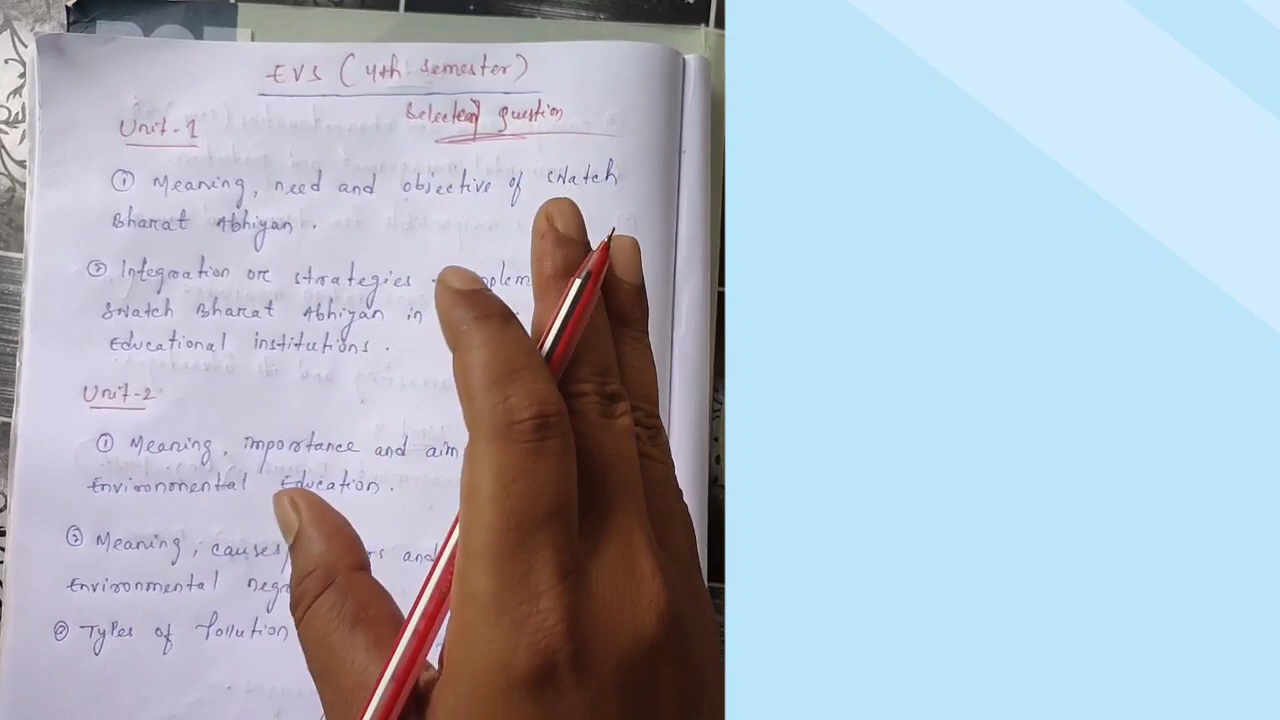 EVS (4th semester)
Selected question
Unit-1
① Meaning, need and objective of swatch
Bharat Abhiyan.
② Integration or strategies
Swatch Bharat Abhiyan in
Educational institutions.
Unit-2
① Meaning, importance and aim
Environmental Education.
② Meaning, causes, and
Environmental
③ Types of Pollution